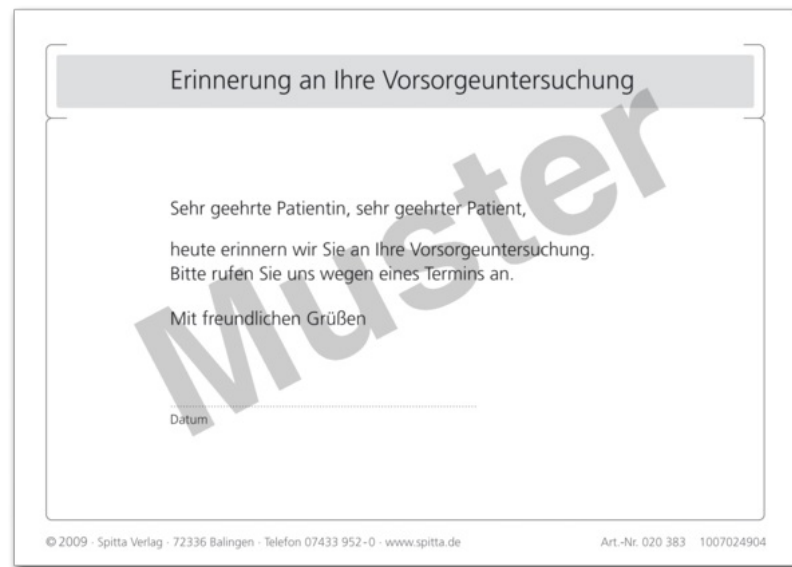 Erinnerung an Ihre Vorsorgeuntersuchung
Muster
Sehr geehrte Patientin, sehr geehrter Patient,
heute erinnern wir Sie an Ihre Vorsorgeuntersuchung.
Bitte rufen Sie uns wegen eines Termins an.
Mit freundlichen Grüßen
Datum
© 2009 · Spitta Verlag · 72336 Balingen · Telefon 07433 952-0 · www.spitta.de
Art.-Nr. 020 383 1007024904